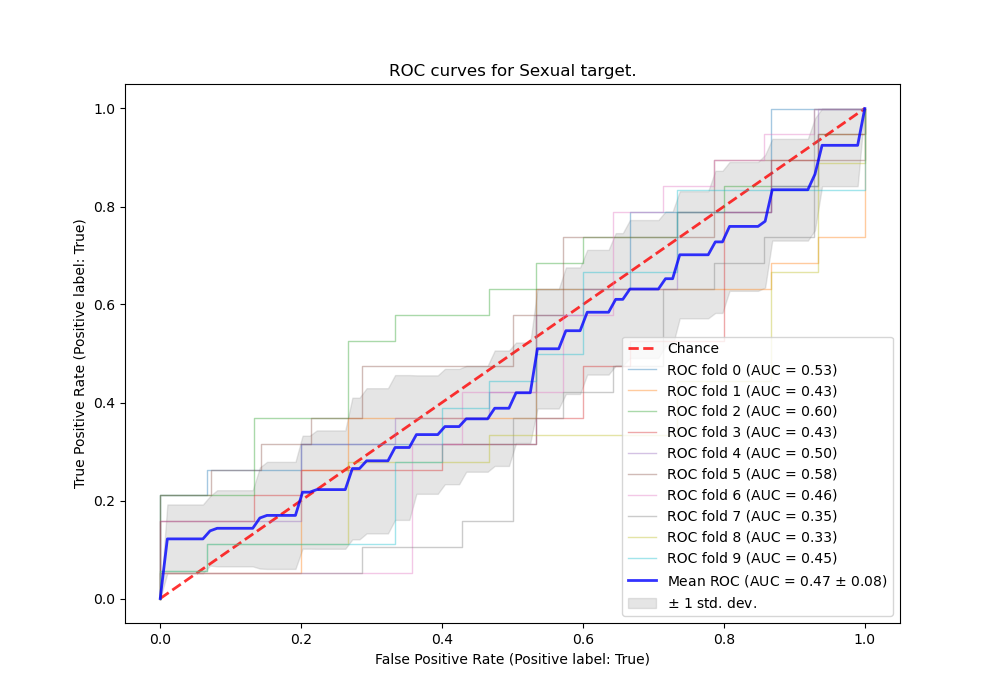 ROC curves for Sexual target.
True Positive Rate (Positive label: True)
1.0
0.8
0.6
0.4
0.2
0.0
0.0 0.2 0.4 0.6 0.8 1.0
False Positive Rate (Positive label: True)
Chance
ROC fold 0 (AUC = 0.53)
ROC fold 1 (AUC = 0.43)
ROC fold 2 (AUC = 0.60)
ROC fold 3 (AUC = 0.43)
ROC fold 4 (AUC = 0.50)
ROC fold 5 (AUC = 0.58)
ROC fold 6 (AUC = 0.46)
ROC fold 7 (AUC = 0.35)
ROC fold 8 (AUC = 0.33)
ROC fold 9 (AUC = 0.45)
Mean ROC (AUC = 0.47 ± 0.08)
± 1 std. dev.